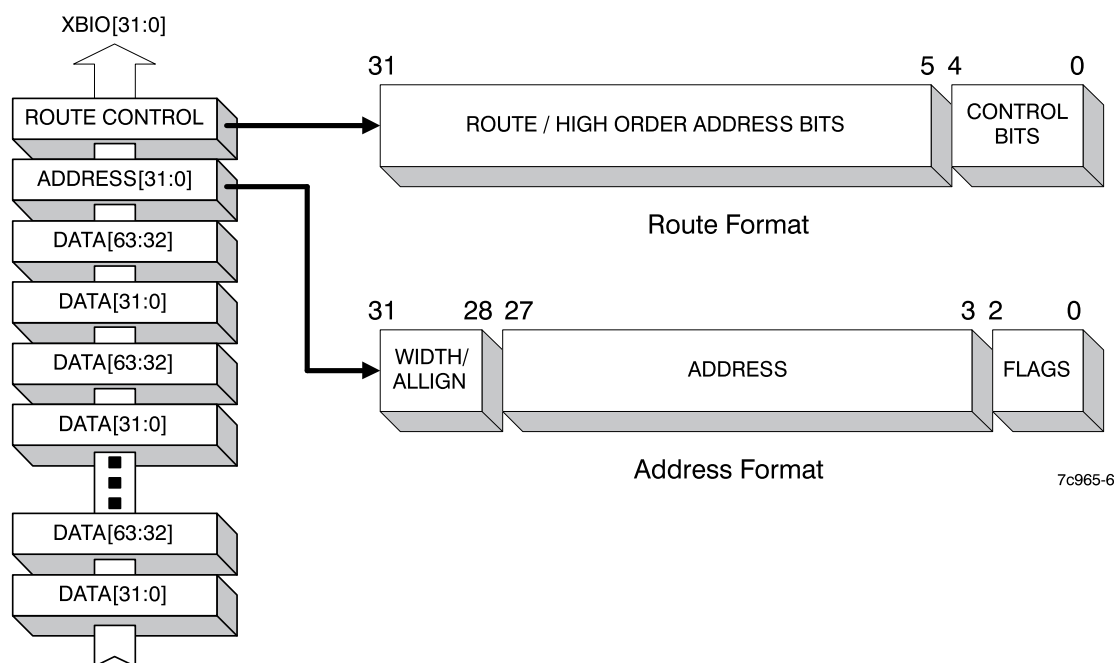 XBIO[31:0]
ROUTE CONTROL
ADDRESS[31:0]
DATA[63:32]
DATA[31:0]
DATA[63:32]
DATA[31:0]
DATA[63:32]
DATA[31:0]
31 5 4 0
ROUTE / HIGH ORDER ADDRESS BITS
CONTROL
BITS
Route Format
31 28 27 3 2 0
WIDTH/
ALLIGN
ADDRESS
FLAGS
Address Format
7c965-6